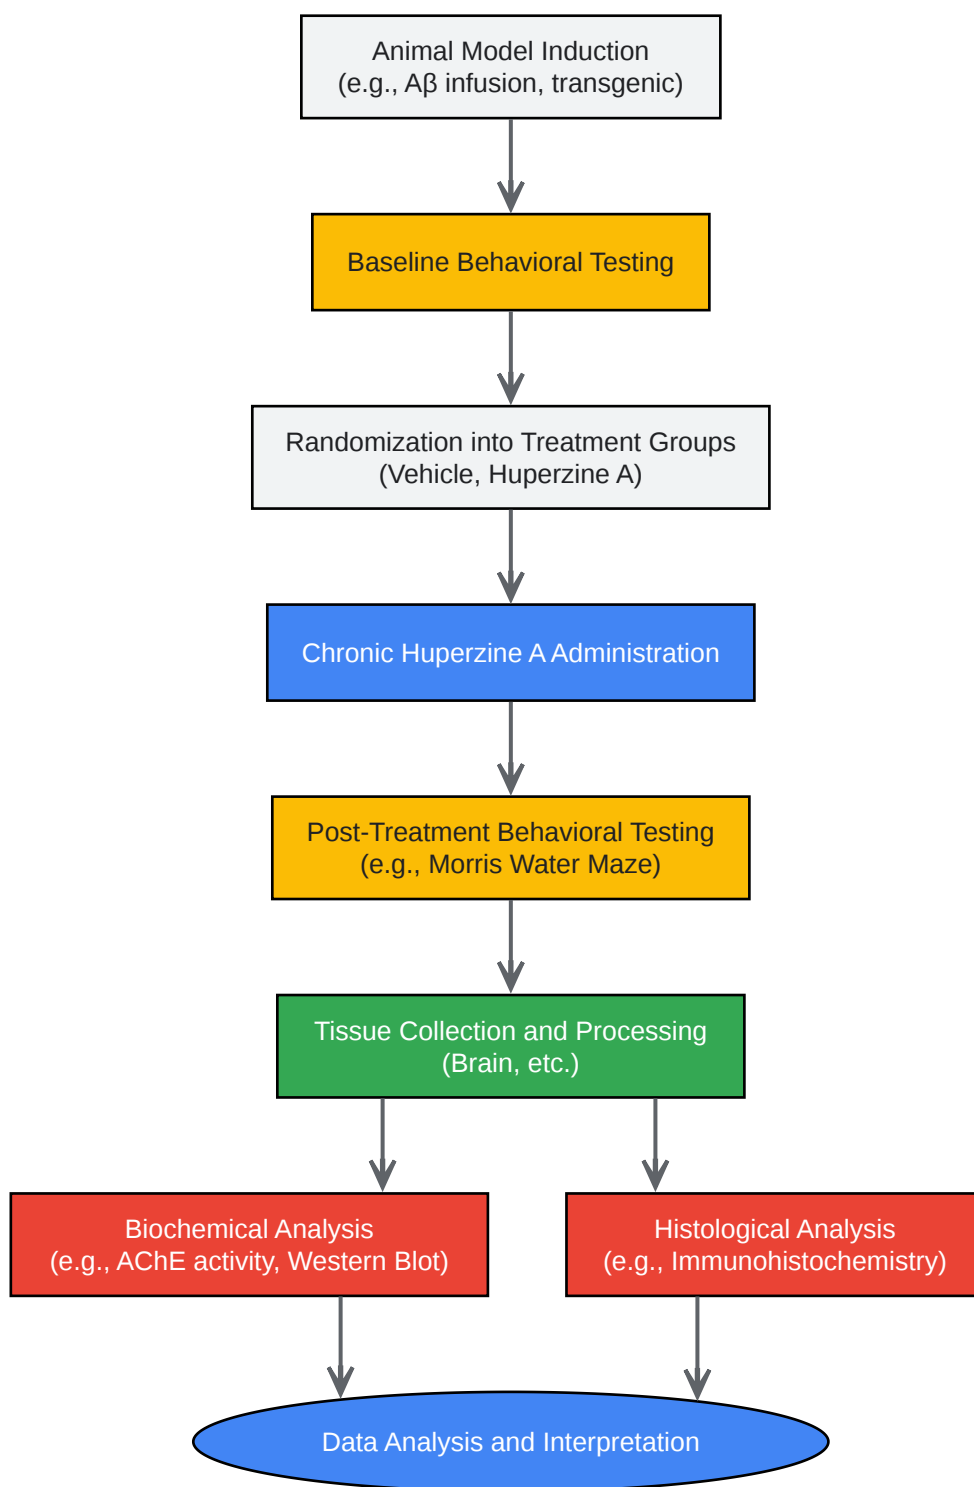 Animal Model Induction
(e.g., Aβ infusion, transgenic)
Baseline Behavioral Testing
Randomization into Treatment Groups
(Vehicle, Huperzine A)
Chronic Huperzine A Administration
Post-Treatment Behavioral Testing
(e.g., Morris Water Maze)
Tissue Collection and Processing
(Brain, etc.)
Biochemical Analysis
(e.g., AChE activity, Western Blot)
Histological Analysis
(e.g., Immunohistochemistry)
Data Analysis and Interpretation